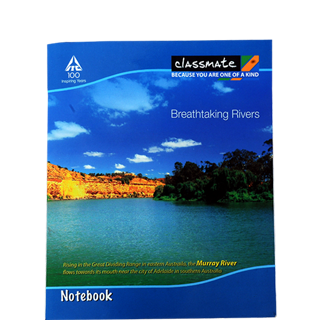 ITC
100
Inspiring Years
classmate
BECAUSE YOU ARE ONE OF A KIND
Breathtaking Rivers
Rising in the Great Dividing Range in eastern Australia, the Murray River
flows towards its mouth near the city of Adelaide in southern Australia
Notebook